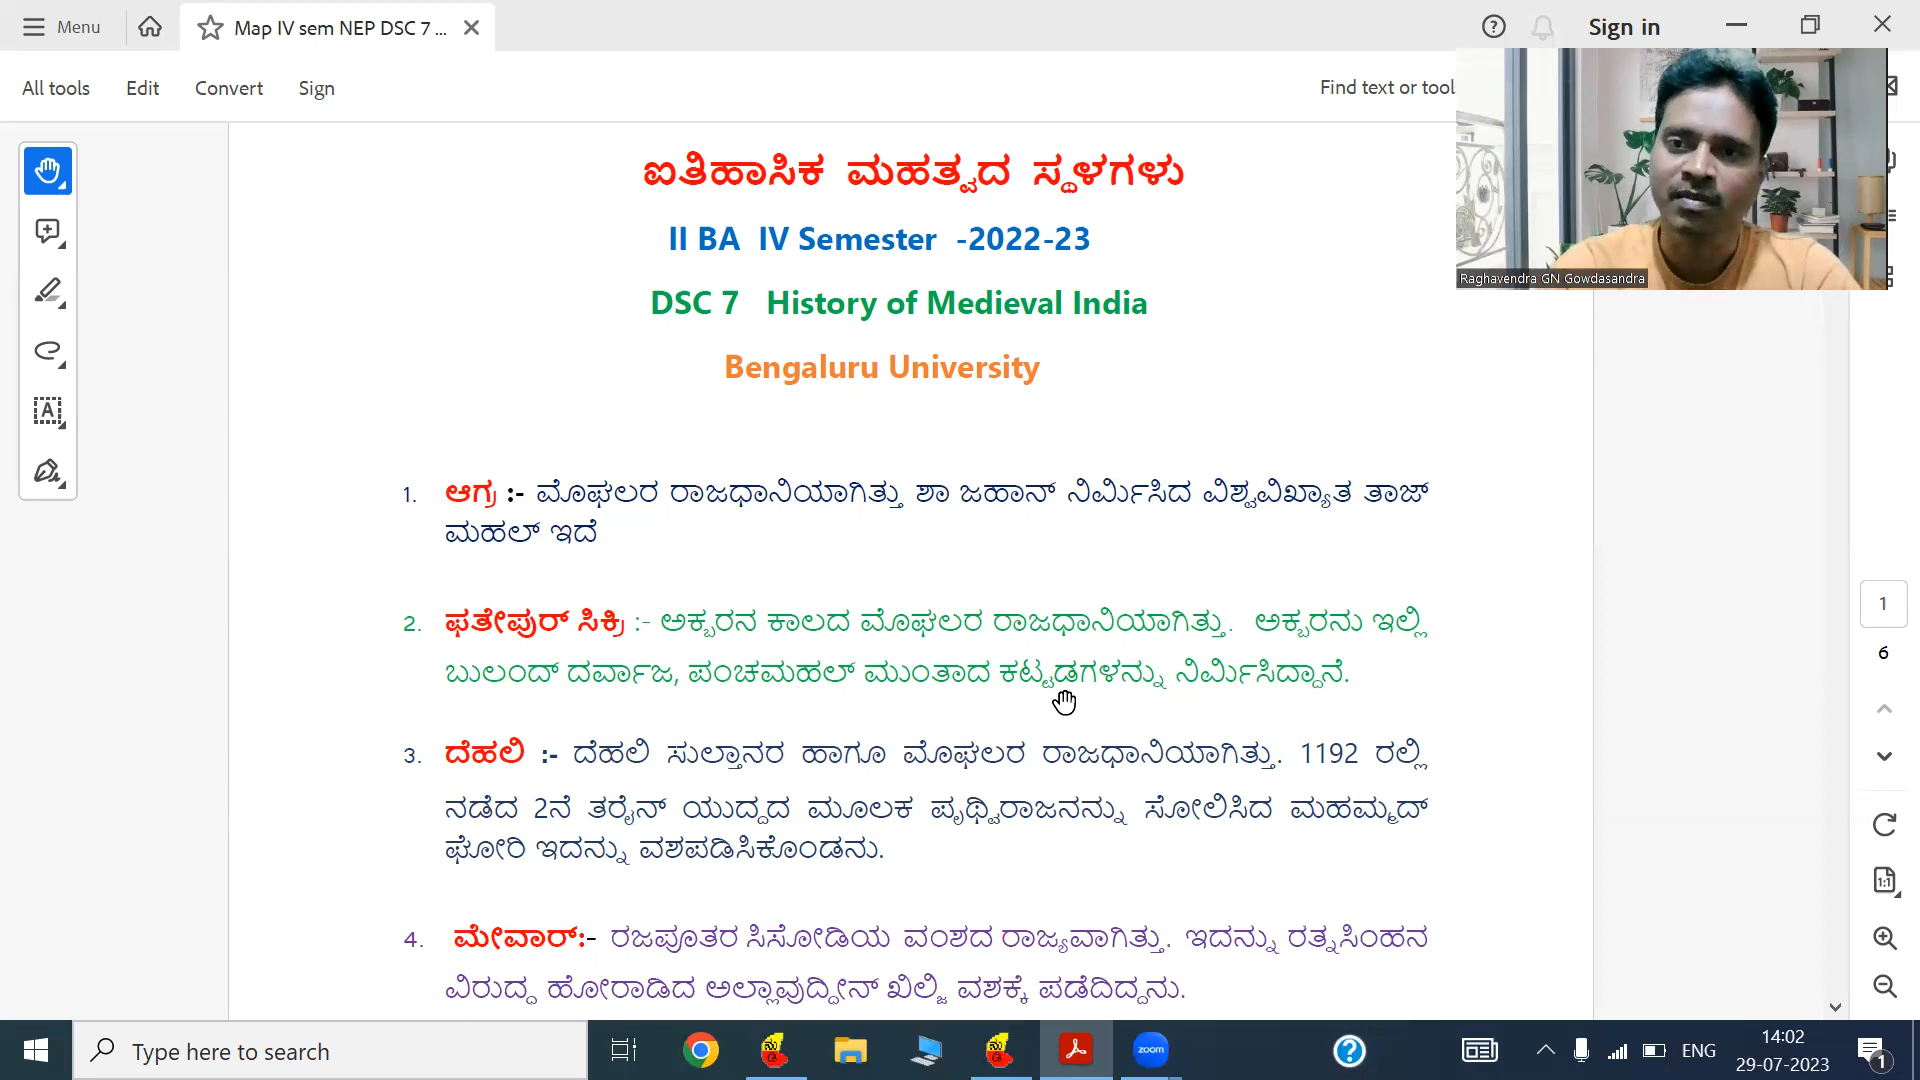 Menu
Map IV sem NEP DSC 7 ...
Sign in
All tools Edit Convert Sign
Find text or tool
Raghavendra GN Gowdasandra
ಐತಿಹಾಸಿಕ ಮಹತ್ವದ ಸ್ಥಳಗಳು
II BA IV Semester -2022-23
DSC 7 History of Medieval India
Bengaluru University
1. ಆಗ್ರ :- ಮೊಘಲರ ರಾಜಧಾನಿಯಾಗಿತ್ತು ಶಾ ಜಹಾನ್ ನಿರ್ಮಿಸಿದ ವಿಶ್ವವಿಖ್ಯಾತ ತಾಜ್
ಮಹಲ್ ಇದೆ
2. ಫತೇಪುರ್ ಸಿಕ್ರಿ :- ಅಕ್ಬರನ ಕಾಲದ ಮೊಘಲರ ರಾಜಧಾನಿಯಾಗಿತ್ತು. ಅಕ್ಬರನು ಇಲ್ಲಿ
ಬುಲಂದ್ ದರ್ವಾಜ, ಪಂಚಮಹಲ್ ಮುಂತಾದ ಕಟ್ಟಡಗಳನ್ನು ನಿರ್ಮಿಸಿದ್ದಾನೆ.
3. ದೆಹಲಿ :- ದೆಹಲಿ ಸುಲ್ತಾನರ ಹಾಗೂ ಮೊಘಲರ ರಾಜಧಾನಿಯಾಗಿತ್ತು. 1192 ರಲ್ಲಿ
ನಡೆದ 2ನೆ ತರೈನ್ ಯುದ್ದದ ಮೂಲಕ ಪೃಥ್ವಿರಾಜನನ್ನು ಸೋಲಿಸಿದ ಮಹಮ್ಮದ್
ಘೋರಿ ಇದನ್ನು ವಶಪಡಿಸಿಕೊಂಡನು.
4. ಮೇವಾರ್:- ರಜಪೂತರ ಸಿಸೋಡಿಯ ವಂಶದ ರಾಜ್ಯವಾಗಿತ್ತು. ಇದನ್ನು ರತ್ನಸಿಂಹನ
ವಿರುದ್ಧ ಹೋರಾಡಿದ ಅಲ್ಲಾವುದ್ದೀನ್ ಖಿಲ್ಜಿ ವಶಕ್ಕೆ ಪಡೆದಿದ್ದನು.
1
6
Type here to search
zoom
ENG
14:02
29-07-2023
1